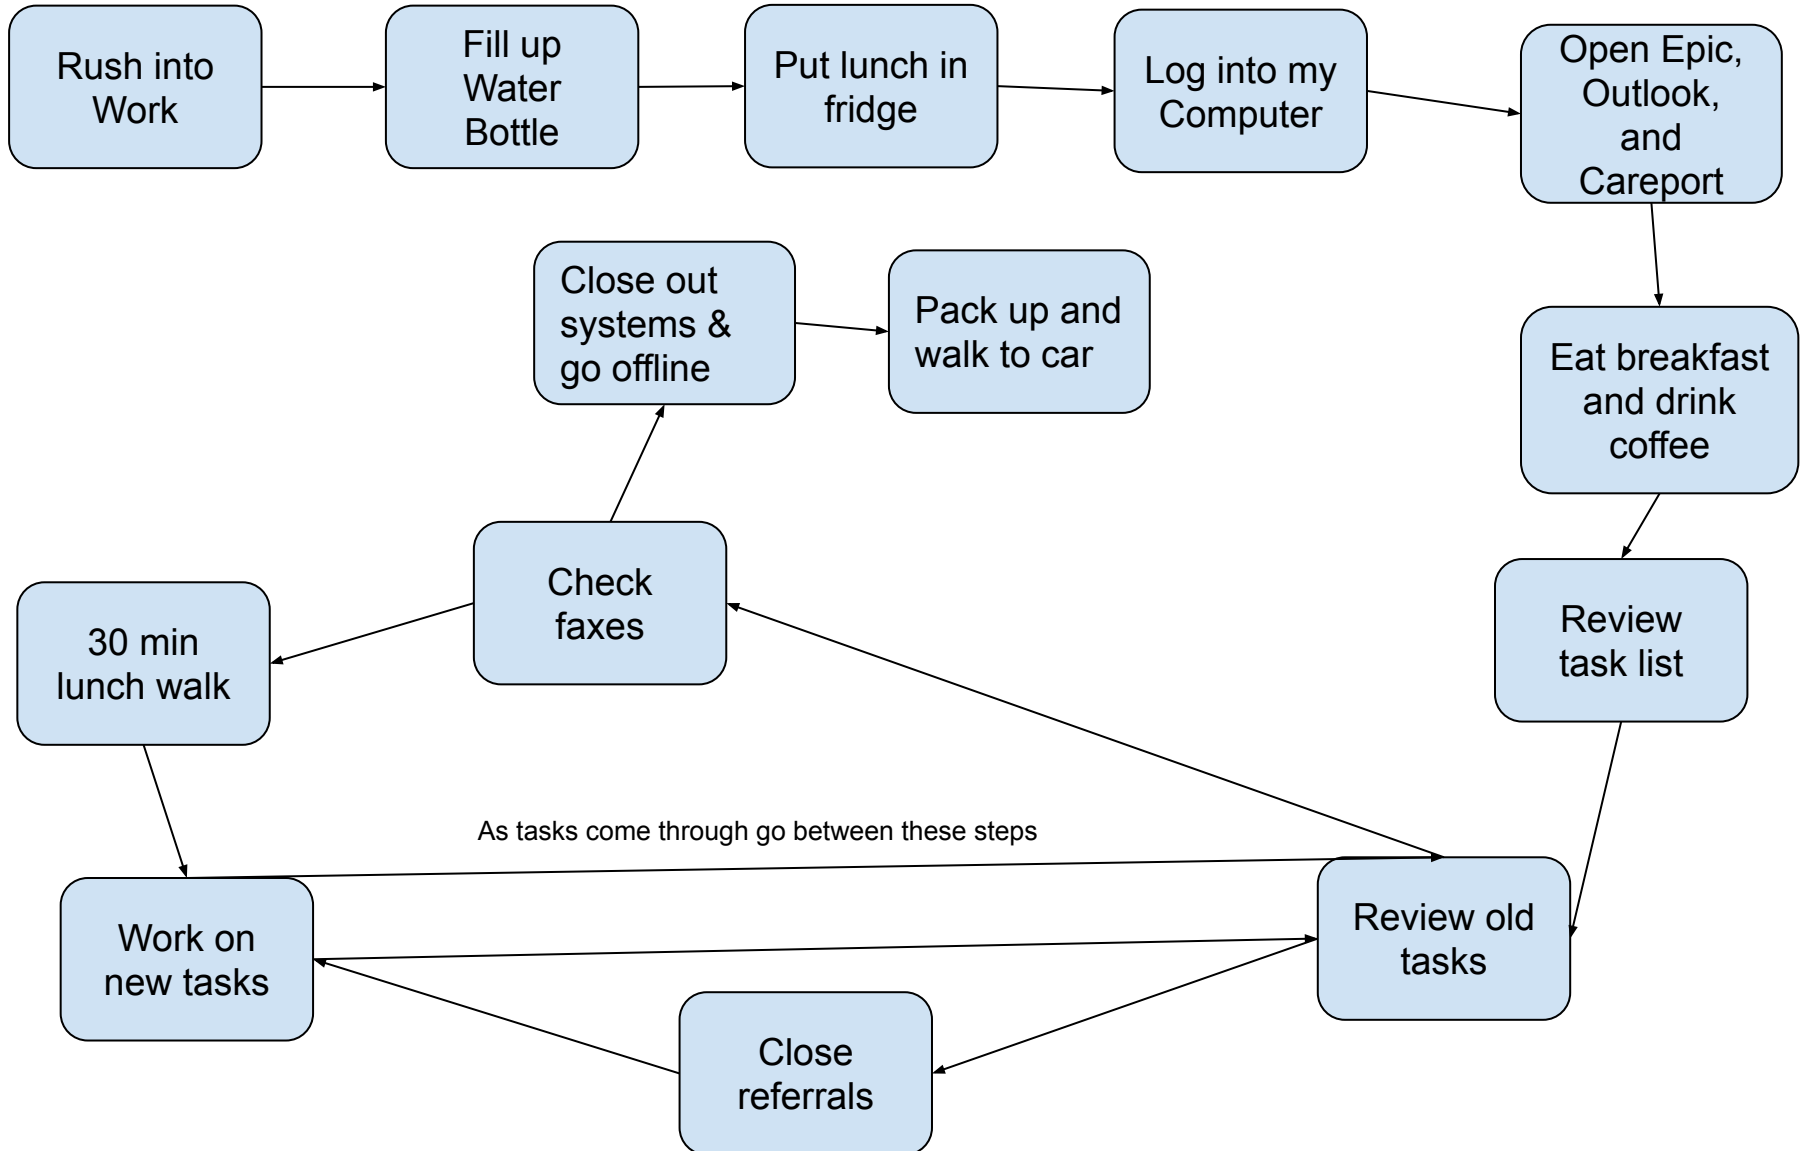 Rush into
Work
Fill up
Water
Bottle
Put lunch in
fridge
Log into my
Computer
Open Epic,
Outlook,
and
Careport
Close out
systems &
go offline
Pack up and
walk to car
Eat breakfast
and drink
coffee
Check
faxes
30 min
lunch walk
Review
task list
As tasks come through go between these steps
Work on
new tasks
Review old
tasks
Close
referrals